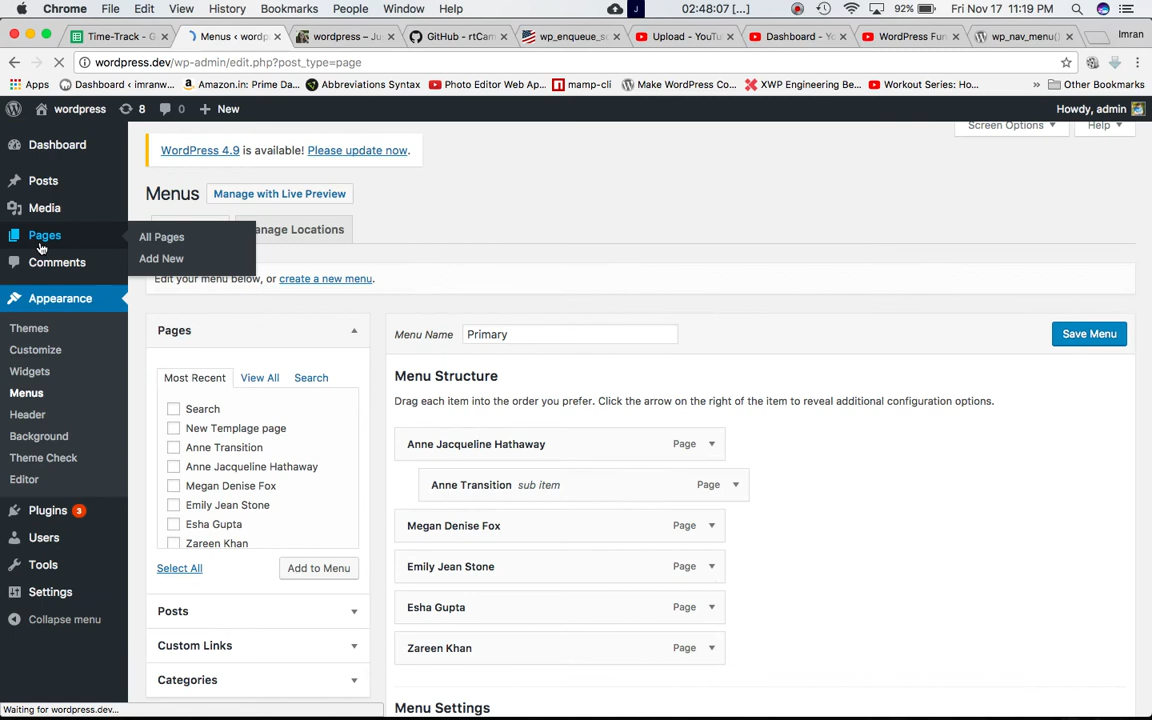 Chrome File Edit View History Bookmarks People Window Help 02:48:07 [...] 92% Fri Nov 17 11:19 PM
Time-Track - G Menus ‹ wordp wordpress – Ju GitHub - rtCam wp_enqueue_sc Upload - YouTu Dashboard - Yo WordPress Fun wp_nav_menu() Imran
wordpress.dev/wp-admin/edit.php?post_type=page
Apps Dashboard ‹ imranw... Amazon.in: Prime Da... Abbreviations Syntax Photo Editor Web Ap... mamp-cli Make WordPress Co... XWP Engineering Be... Workout Series: Ho... » Other Bookmarks
wordpress 8 0 New Howdy, admin
Screen Options Help
Dashboard
Posts
Media
Pages
Comments
Appearance
Themes
Customize
Widgets
Menus
Header
Background
Theme Check
Editor
Plugins 3
Users
Tools
Settings
Collapse menu
All Pages
Add New
WordPress 4.9 is available! Please update now.
Menus Manage with Live Preview
anage Locations
Edit your menu below, or create a new menu.
Pages
Most Recent View All Search
Search
New Templage page
Anne Transition
Anne Jacqueline Hathaway
Megan Denise Fox
Emily Jean Stone
Esha Gupta
Zareen Khan
Select All Add to Menu
Posts
Custom Links
Categories
Menu Name Primary Save Menu
Menu Structure
Drag each item into the order you prefer. Click the arrow on the right of the item to reveal additional configuration options.
Anne Jacqueline Hathaway Page
Anne Transition sub item Page
Megan Denise Fox Page
Emily Jean Stone Page
Esha Gupta Page
Zareen Khan Page
Menu Settings
Waiting for wordpress.dev...